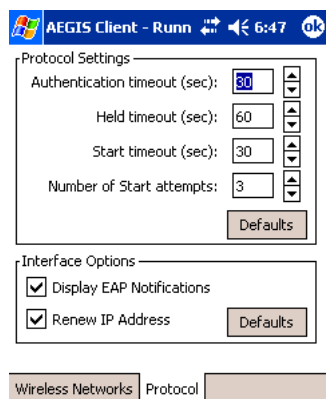 AEGIS Client - Runn 6:47 ok
Protocol Settings
Authentication timeout (sec): 30
Held timeout (sec): 60
Start timeout (sec): 30
Number of Start attempts: 3
Defaults
Interface Options
Display EAP Notifications
Renew IP Address Defaults
Wireless Networks Protocol